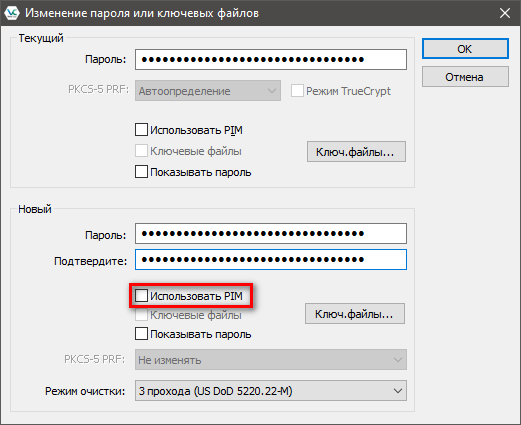 Изменение пароля или ключевых файлов
Текущий
Пароль: ●●●●●●●●●●●●●●●●●●●●●●●●●●●●●●●●
OK
PKCS-5 PRF: Автоопределение Режим TrueCrypt
Отмена
Использовать PIM
Ключевые файлы
Ключ.файлы...
Показывать пароль
Новый
Пароль: ●●●●●●●●●●●●●●●●●●●●●●●●●●●●●●●●
Подтвердите: ●●●●●●●●●●●●●●●●●●●●●●●●●●●●●●●●
Использовать PIM
Ключевые файлы
Ключ.файлы...
Показывать пароль
PKCS-5 PRF: Не изменять
Режим очистки: 3 прохода (US DoD 5220.22-M)